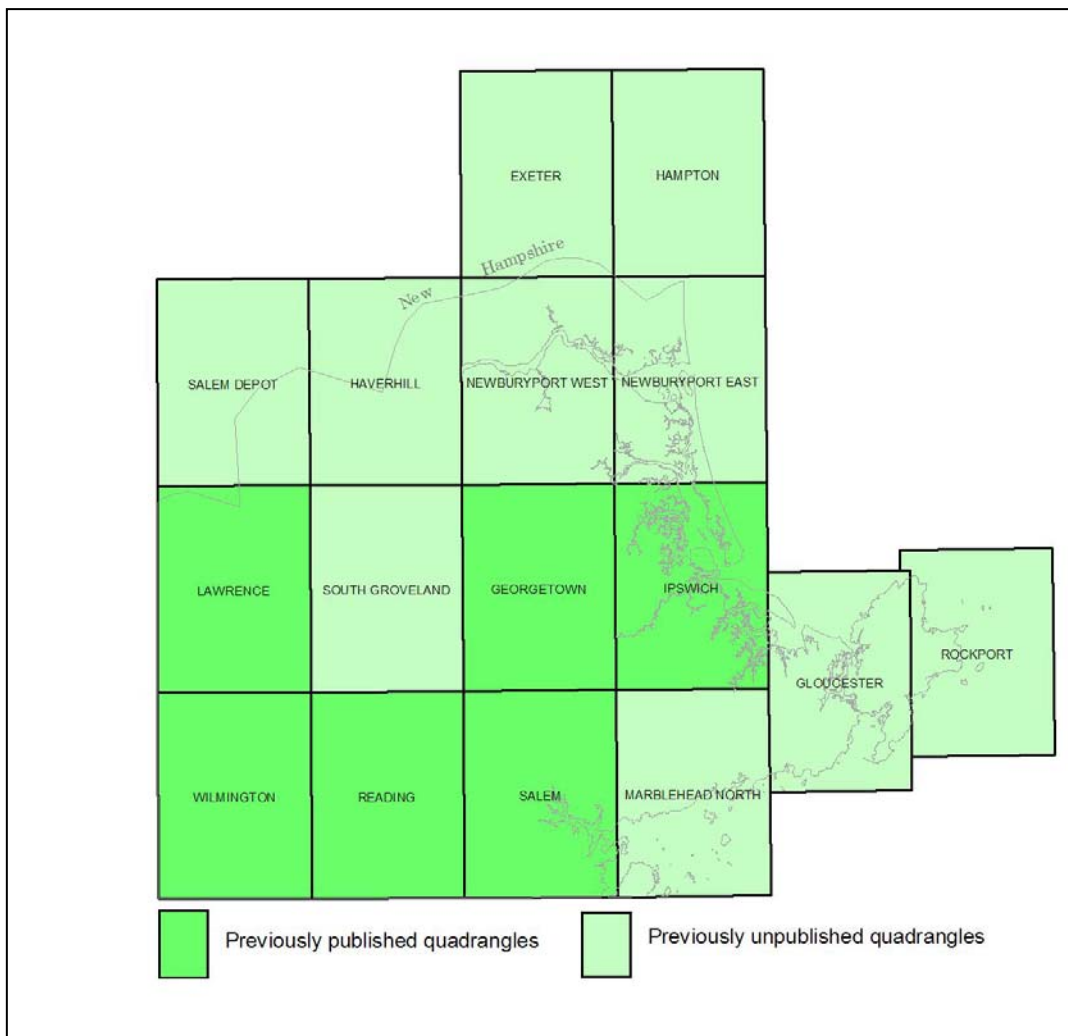 EXETER
HAMPTON
New Hampshire
SALEM DEPOT
HAVERHILL
NEWBURYPORT WEST
NEWBURYPORT EAST
LAWRENCE
SOUTH GROVELAND
GEORGETOWN
IPSWICH
GLOUCESTER
ROCKPORT
WILMINGTON
READING
SALEM
MARBLEHEAD NORTH
Previously published quadrangles
Previously unpublished quadrangles